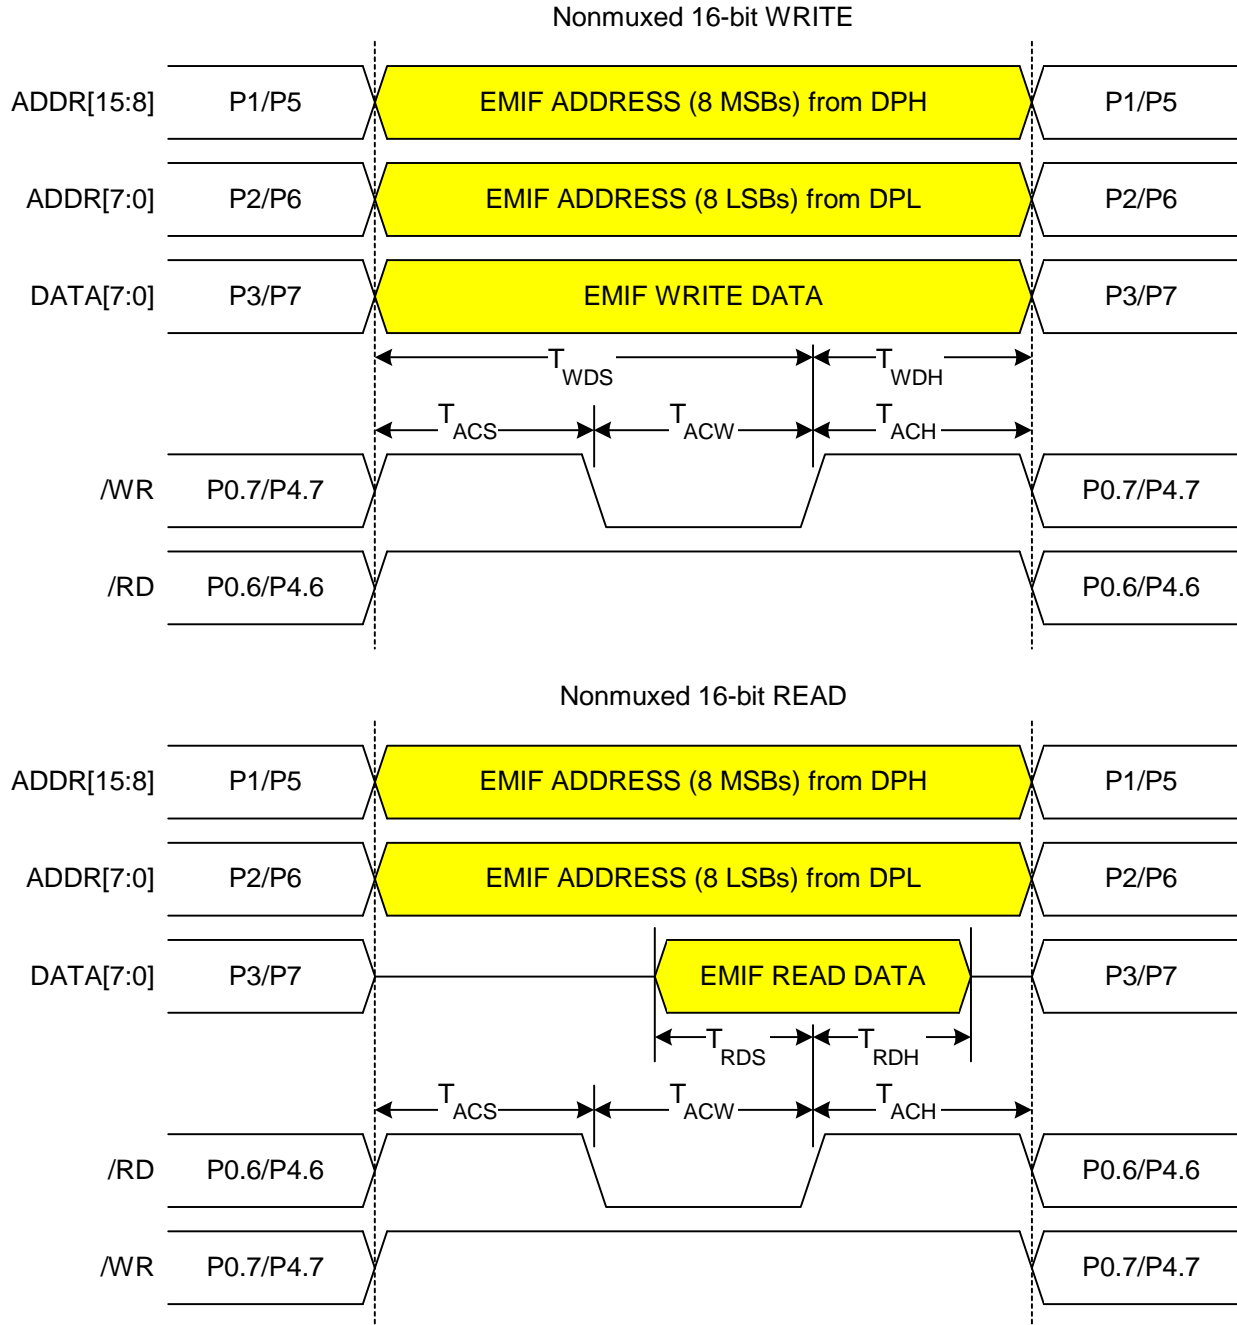 Nonmuxed 16-bit WRITE
ADDR[15:8] P1/P5 EMIF ADDRESS (8 MSBs) from DPH P1/P5
ADDR[7:0] P2/P6 EMIF ADDRESS (8 LSBs) from DPL P2/P6
DATA[7:0] P3/P7 EMIF WRITE DATA P3/P7
TWDS TWDH
TACS TACW TACH
/WR P0.7/P4.7 P0.7/P4.7
/RD P0.6/P4.6 P0.6/P4.6
Nonmuxed 16-bit READ
ADDR[15:8] P1/P5 EMIF ADDRESS (8 MSBs) from DPH P1/P5
ADDR[7:0] P2/P6 EMIF ADDRESS (8 LSBs) from DPL P2/P6
DATA[7:0] P3/P7 EMIF READ DATA P3/P7
TRDS TRDH
TACS TACW TACH
/RD P0.6/P4.6 P0.6/P4.6
/WR P0.7/P4.7 P0.7/P4.7